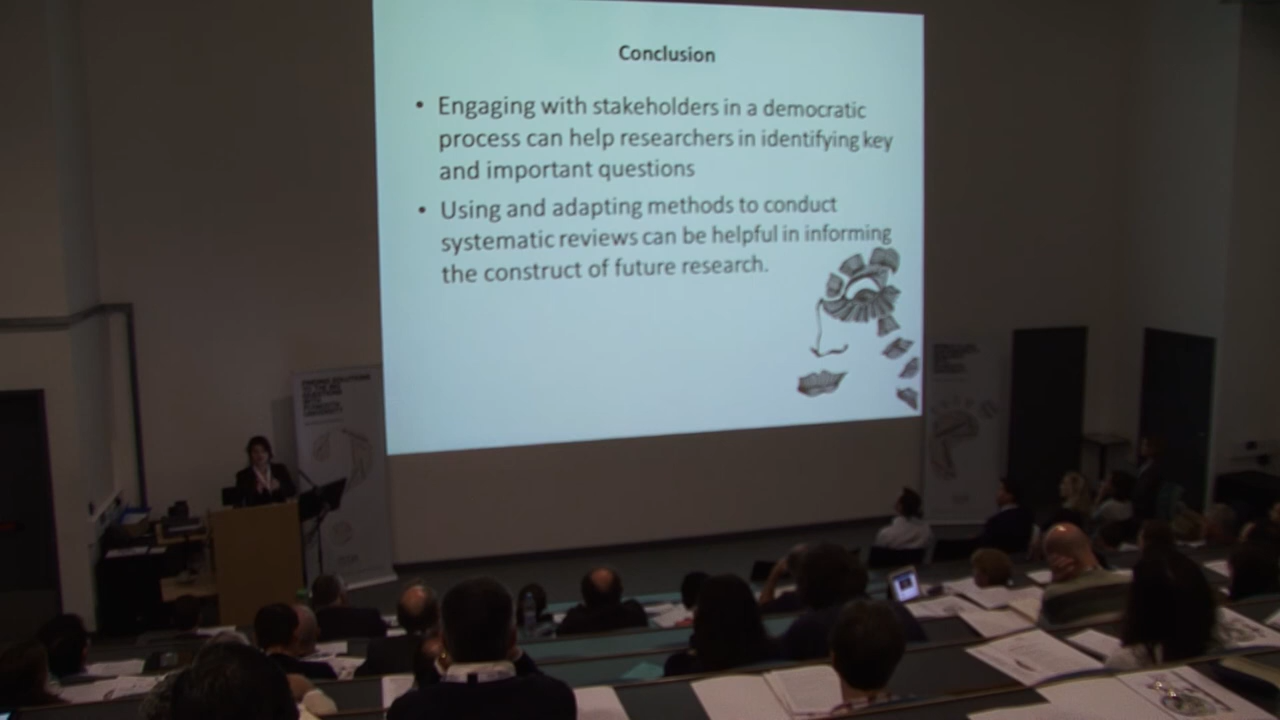 Conclusion
• Engaging with stakeholders in a democratic
process can help researchers in identifying key
and important questions
• Using and adapting methods to conduct
systematic reviews can be helpful in informing
the construct of future research.